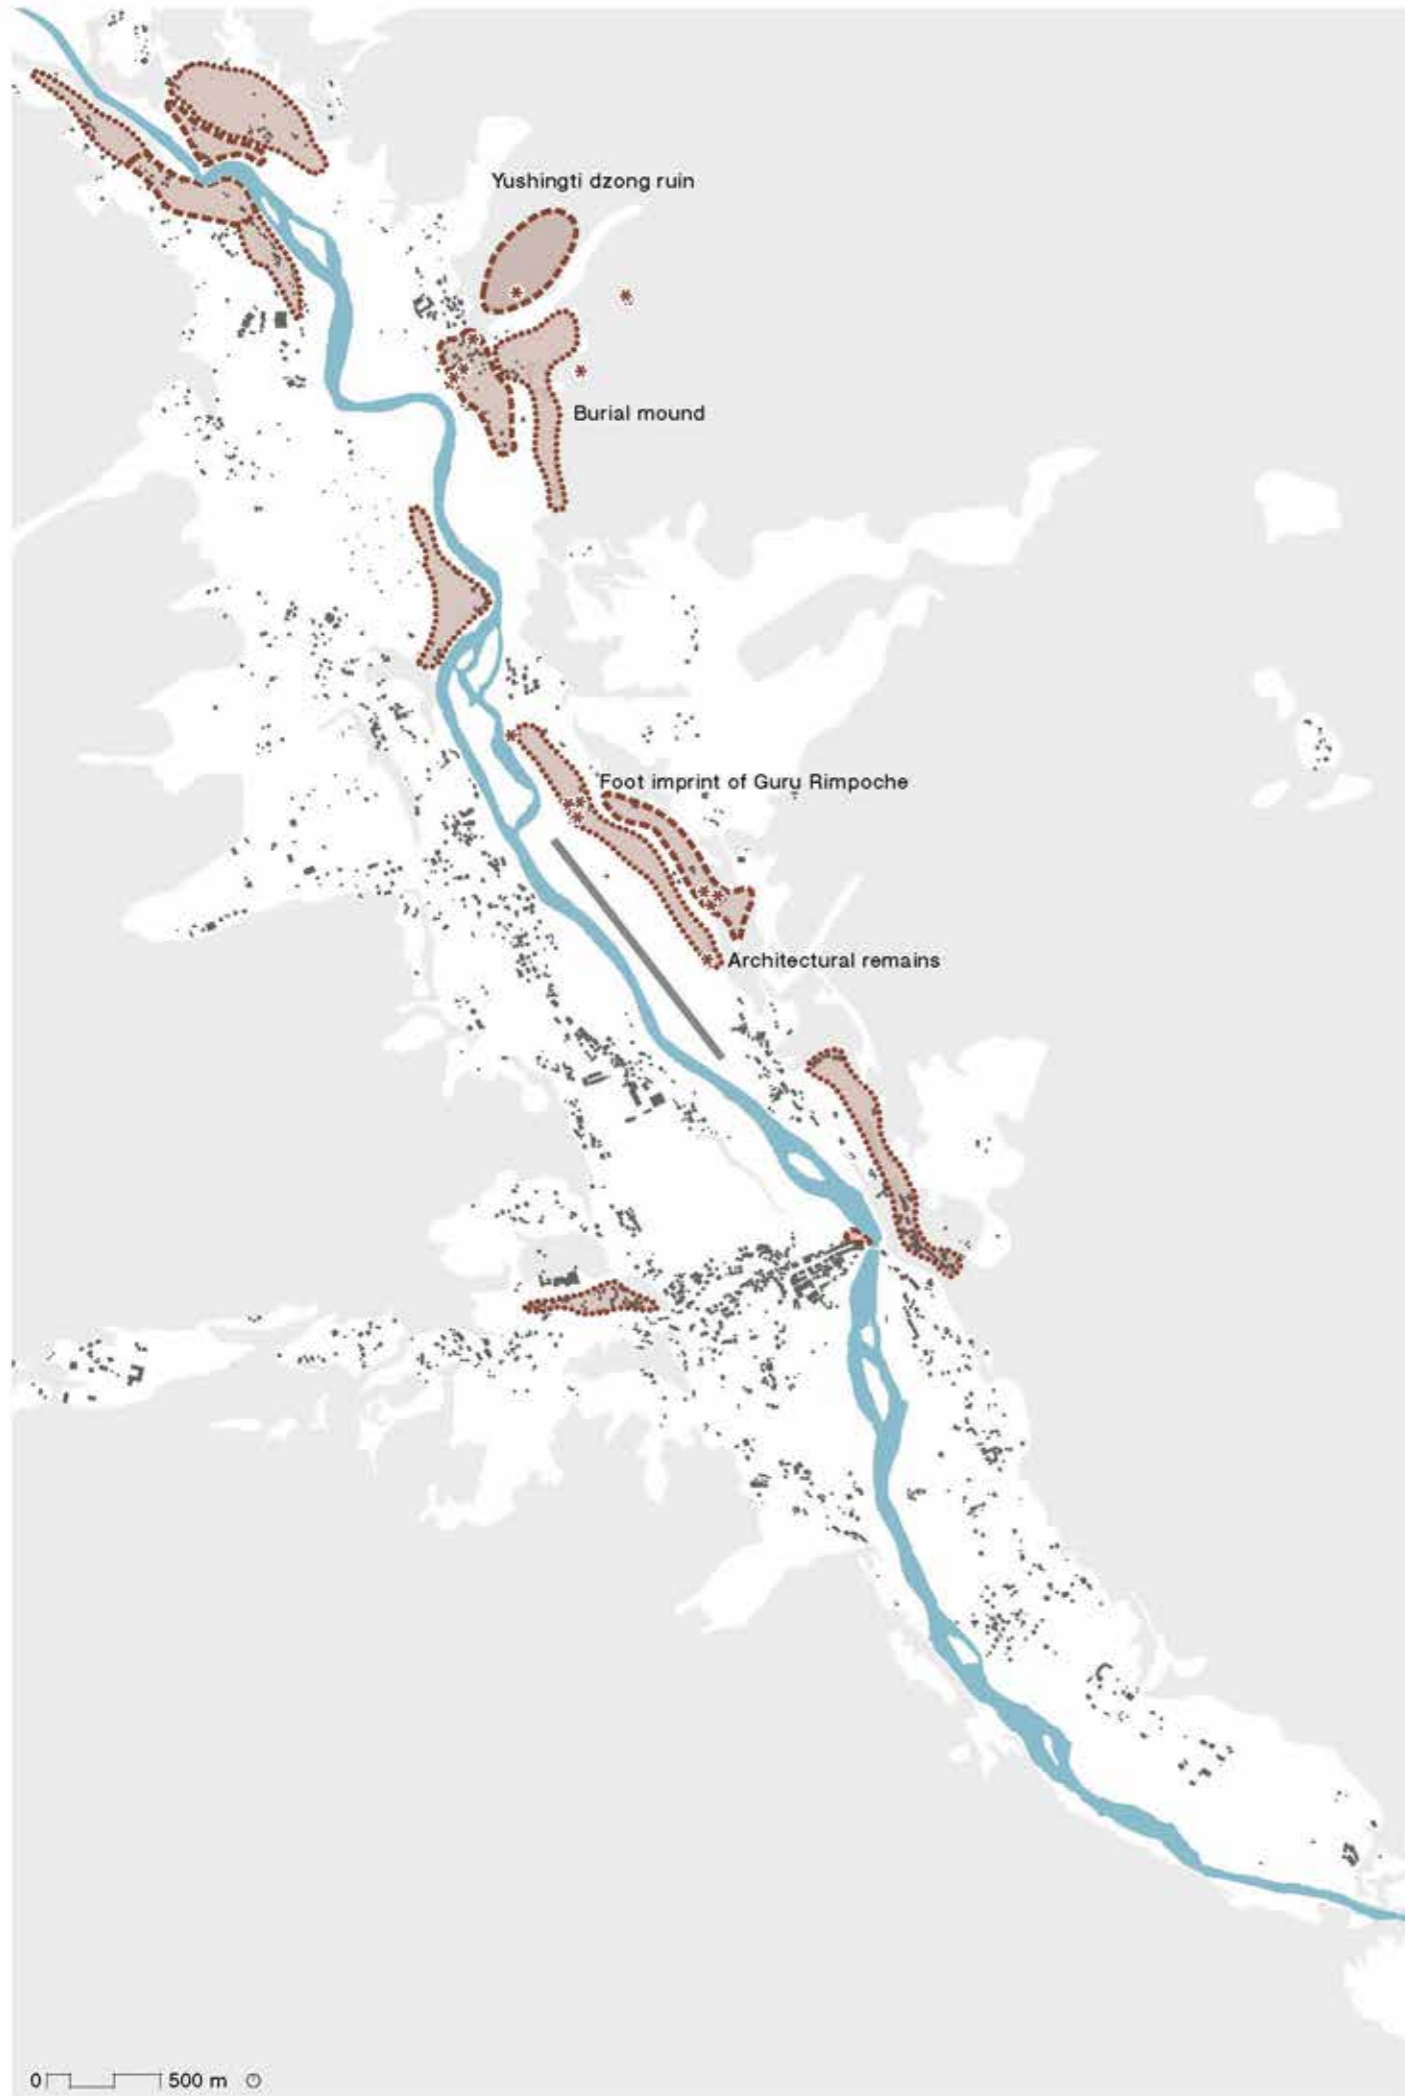 Yushingti dzong ruin
Burial mound
Foot imprint of Guru Rimpoche
Architectural remains
0 500 m